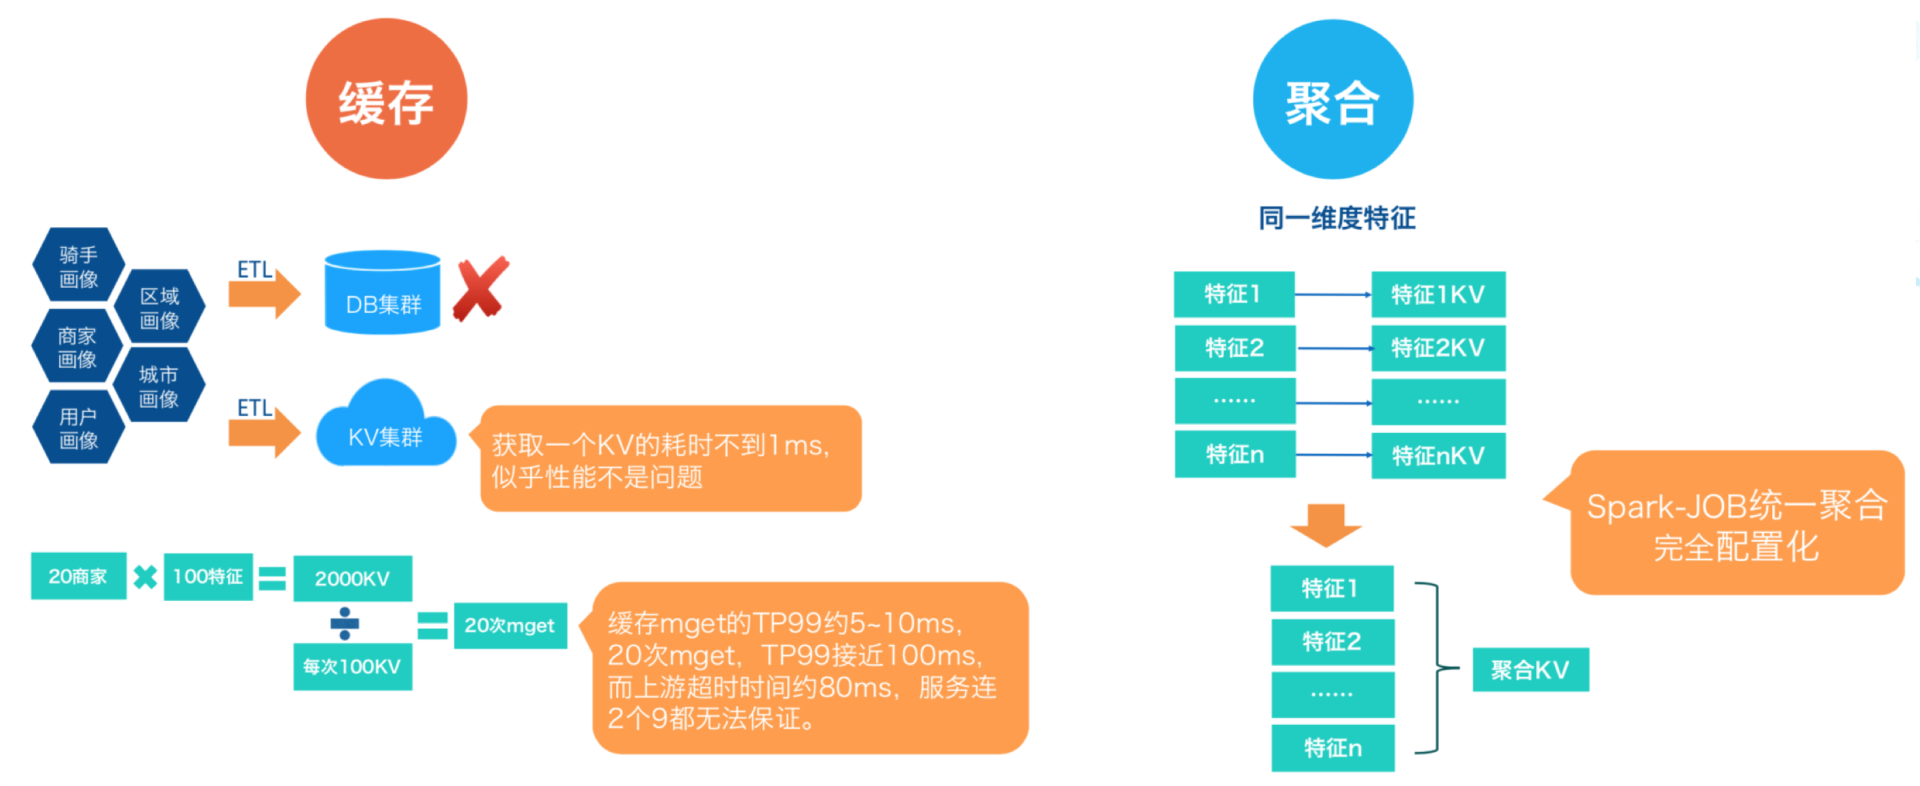 缓存
骑手
画像
区域
画像
商家
画像
城市
画像
用户
画像
ETL
DB集群
ETL
KV集群
获取一个KV的耗时不到1ms,
似乎性能不是问题
20商家
100特征
2000KV
每次100KV
20次mget
缓存mget的TP99约5~10ms,
20次mget, TP99接近100ms,
而上游超时时间约80ms, 服务连
2个9都无法保证。
聚合
同一维度特征
特征1
特征1KV
特征2
特征2KV
……
……
特征n
特征nKV
Spark-JOB统一聚合
完全配置化
特征1
特征2
……
特征n
聚合KV